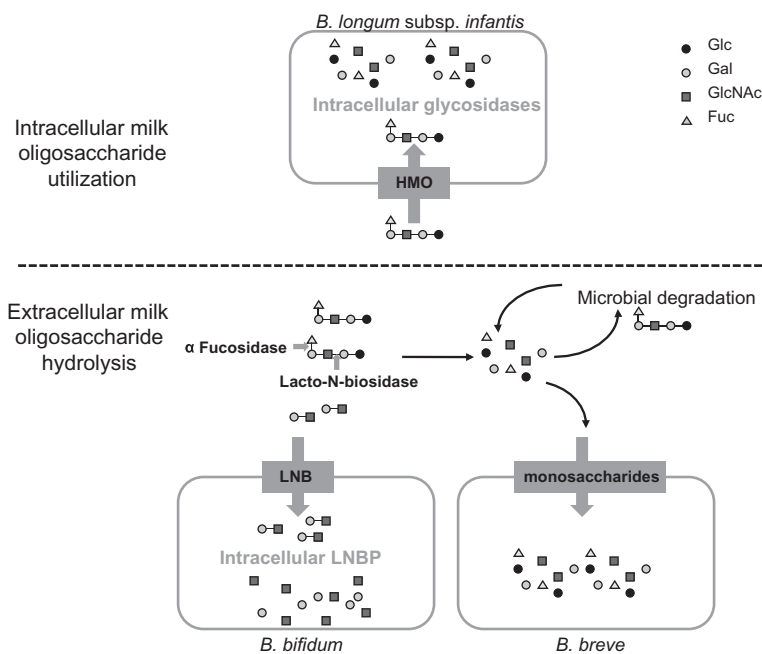 B. longum subsp. infantis
Glc
Gal
GlcNAc
Fuc
Intracellular glycosidases
Intracellular milk
oligosaccharide
utilization
HMO
Extracellular milk
oligosaccharide
hydrolysis
Microbial degradation
α Fucosidase
Lacto-N-biosidase
LNB
monosaccharides
Intracellular LNBP
B. bifidum
B. breve